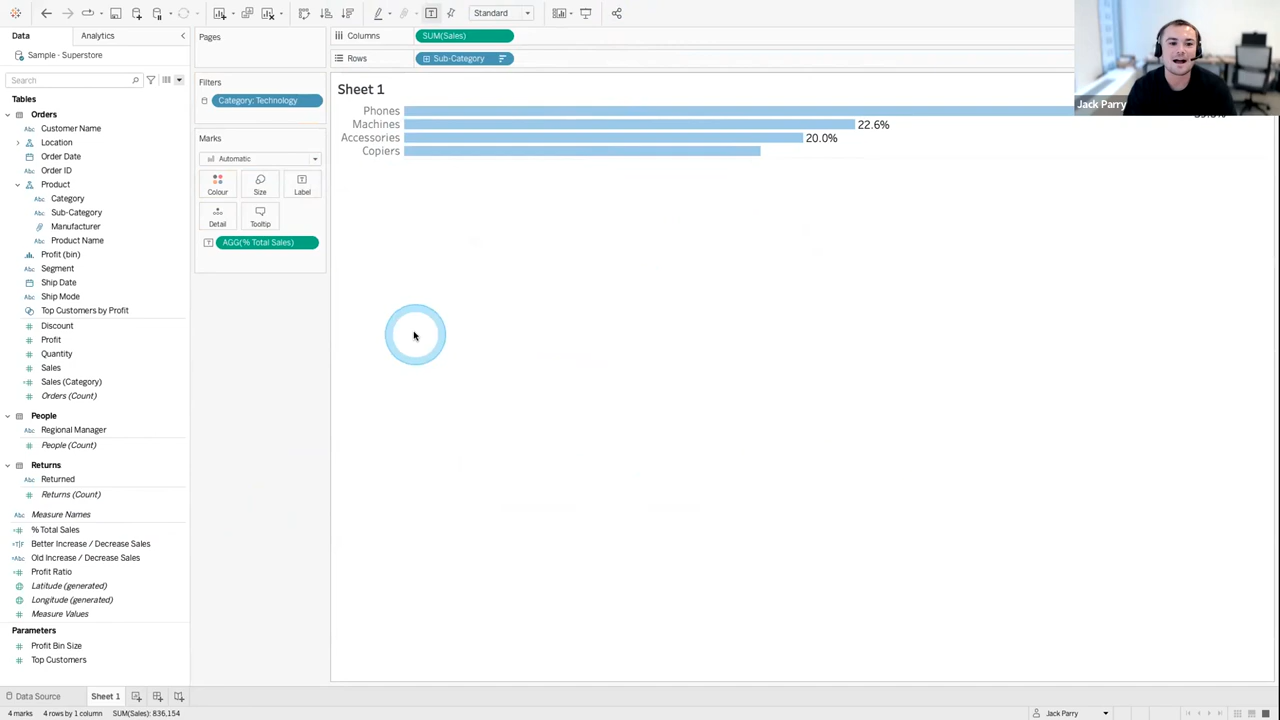 Standard
Data
Analytics
Sample - Superstore
Search
Tables
Orders
Customer Name
Location
Order Date
Order ID
Product
Category
Sub-Category
Manufacturer
Product Name
Profit (bin)
Segment
Ship Date
Ship Mode
Top Customers by Profit
Discount
Profit
Quantity
Sales
Sales (Category)
Orders (Count)
People
Regional Manager
People (Count)
Returns
Returned
Returns (Count)
Measure Names
% Total Sales
Better Increase / Decrease Sales
Old Increase / Decrease Sales
Profit Ratio
Latitude (generated)
Longitude (generated)
Measure Values
Parameters
Profit Bin Size
Top Customers
Pages
Filters
Category: Technology
Marks
Automatic
Colour
Size
Label
Detail
Tooltip
AGG(% Total Sales)
Columns
SUM(Sales)
Rows
Sub-Category
Sheet 1
Phones
Machines
22.6%
Accessories
20.0%
Copiers
Jack Parry
Data Source
Sheet 1
4 marks
4 rows by 1 column
SUM(Sales): 836,154
Jack Parry